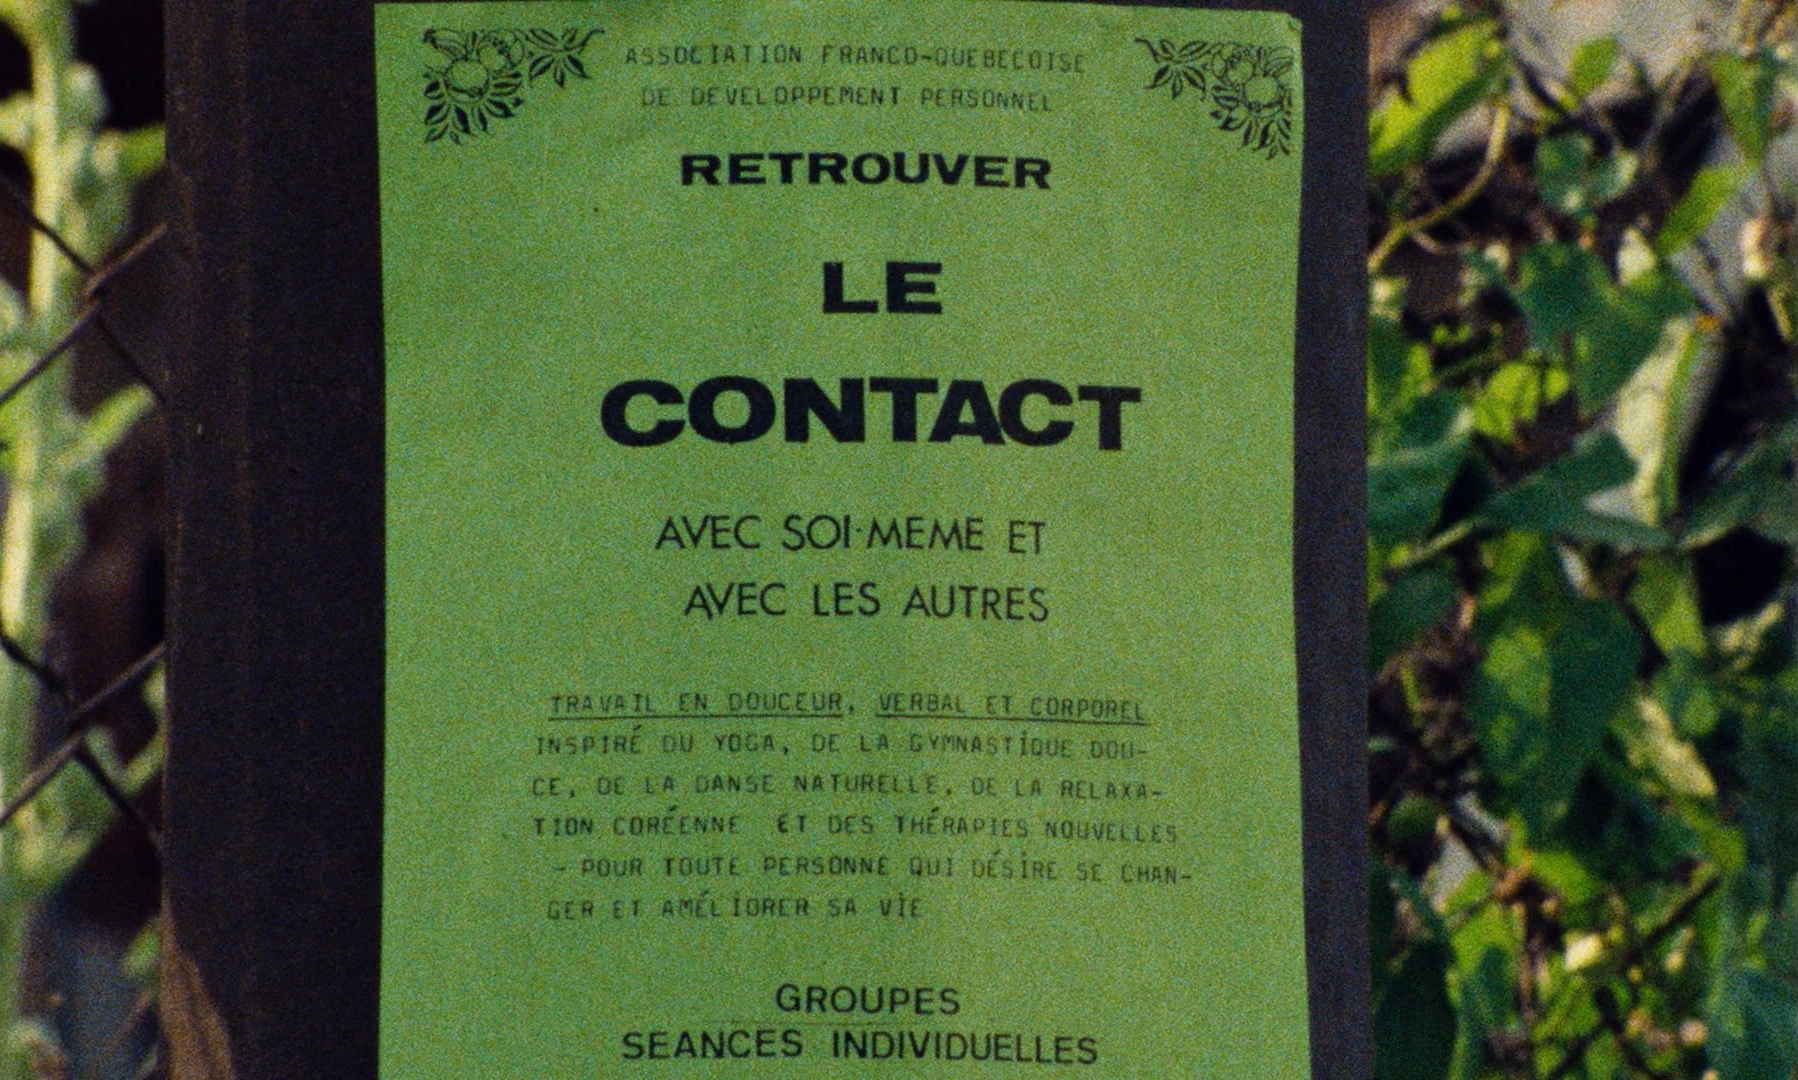 ASSOCIATION FRANCO-QUEBECOISE
DE DEVELOPPEMENT PERSONNEL
RETROUVER
LE
CONTACT
AVEC SOI-MEME ET
AVEC LES AUTRES
TRAVAIL EN DOUCEUR, VERBAL ET CORPOREL
INSPIRÉ DU YOGA, DE LA GYMNASTIQUE DOU-
CE, DE LA DANSE NATURELLE, DE LA RELAXA-
TION CORÉENNE ET DES THÉRAPIES NOUVELLES
- POUR TOUTE PERSONNE QUI DÉSIRE SE CHAN-
GER ET AMÉLIORER SA VIE
GROUPES
SEANCES INDIVIDUELLES